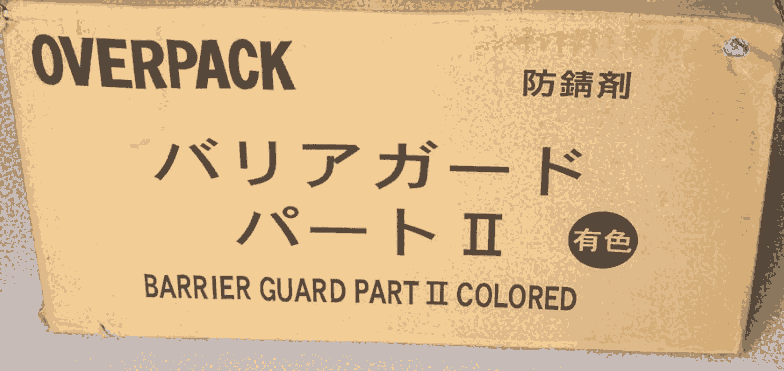 OVERPACK
防錆剤
バリアガード
パートⅡ
有色
BARRIER GUARD PART Ⅱ COLORED